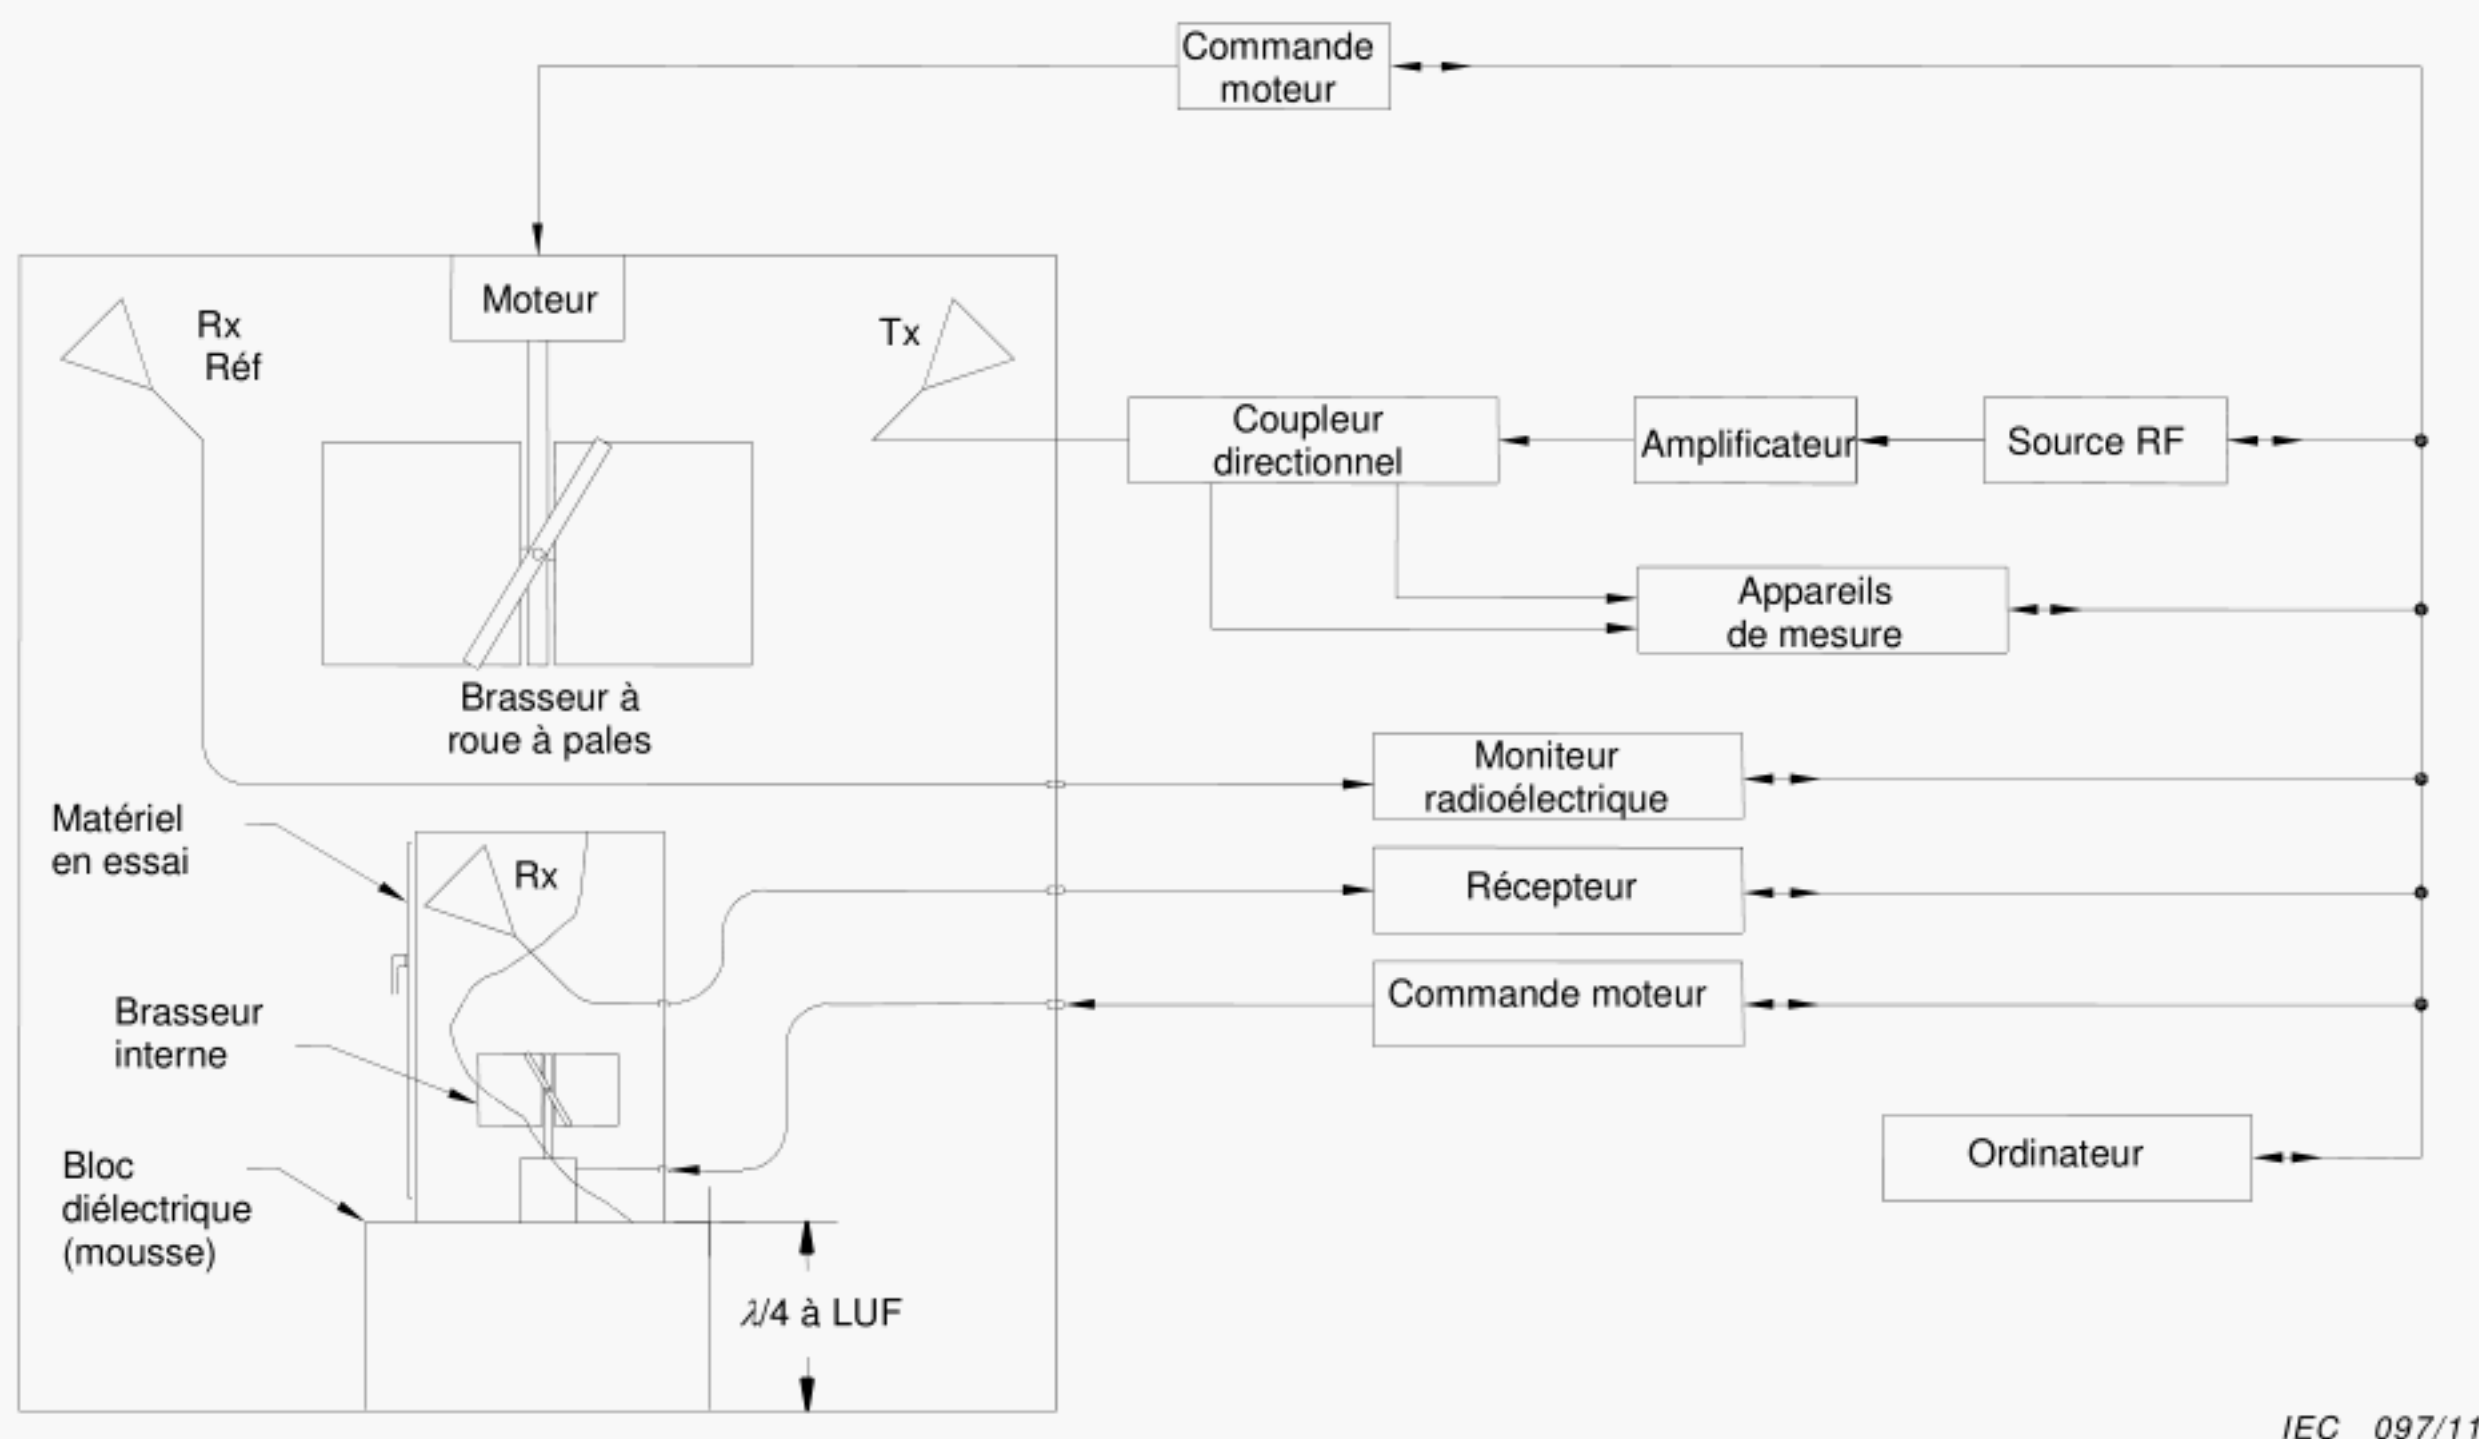 Commande
moteur
Moteur
Rx
Réf
Tx
Coupleur
directionnel
Amplificateur
Source RF
Appareils
de mesure
Brasseur à
roue à pales
Moniteur
radioélectrique
Matériel
en essai
Rx
Récepteur
Commande moteur
Brasseur
interne
Ordinateur
Bloc
diélectrique
(mousse)
λ/4 à LUF
IEC 097/11